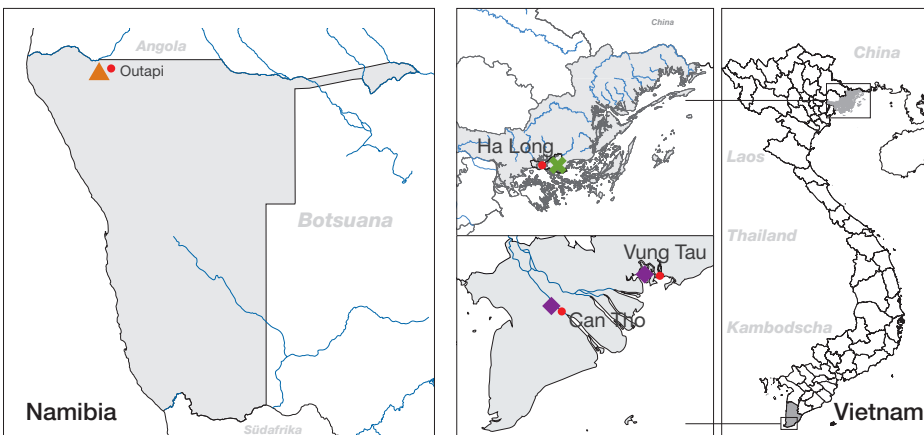 Angola
Outapi
Botsuana
Namibia
Südafrika
China
Ha Long
Vung Tau
Can Tho
China
Laos
Thailand
Kambodscha
Vietnam